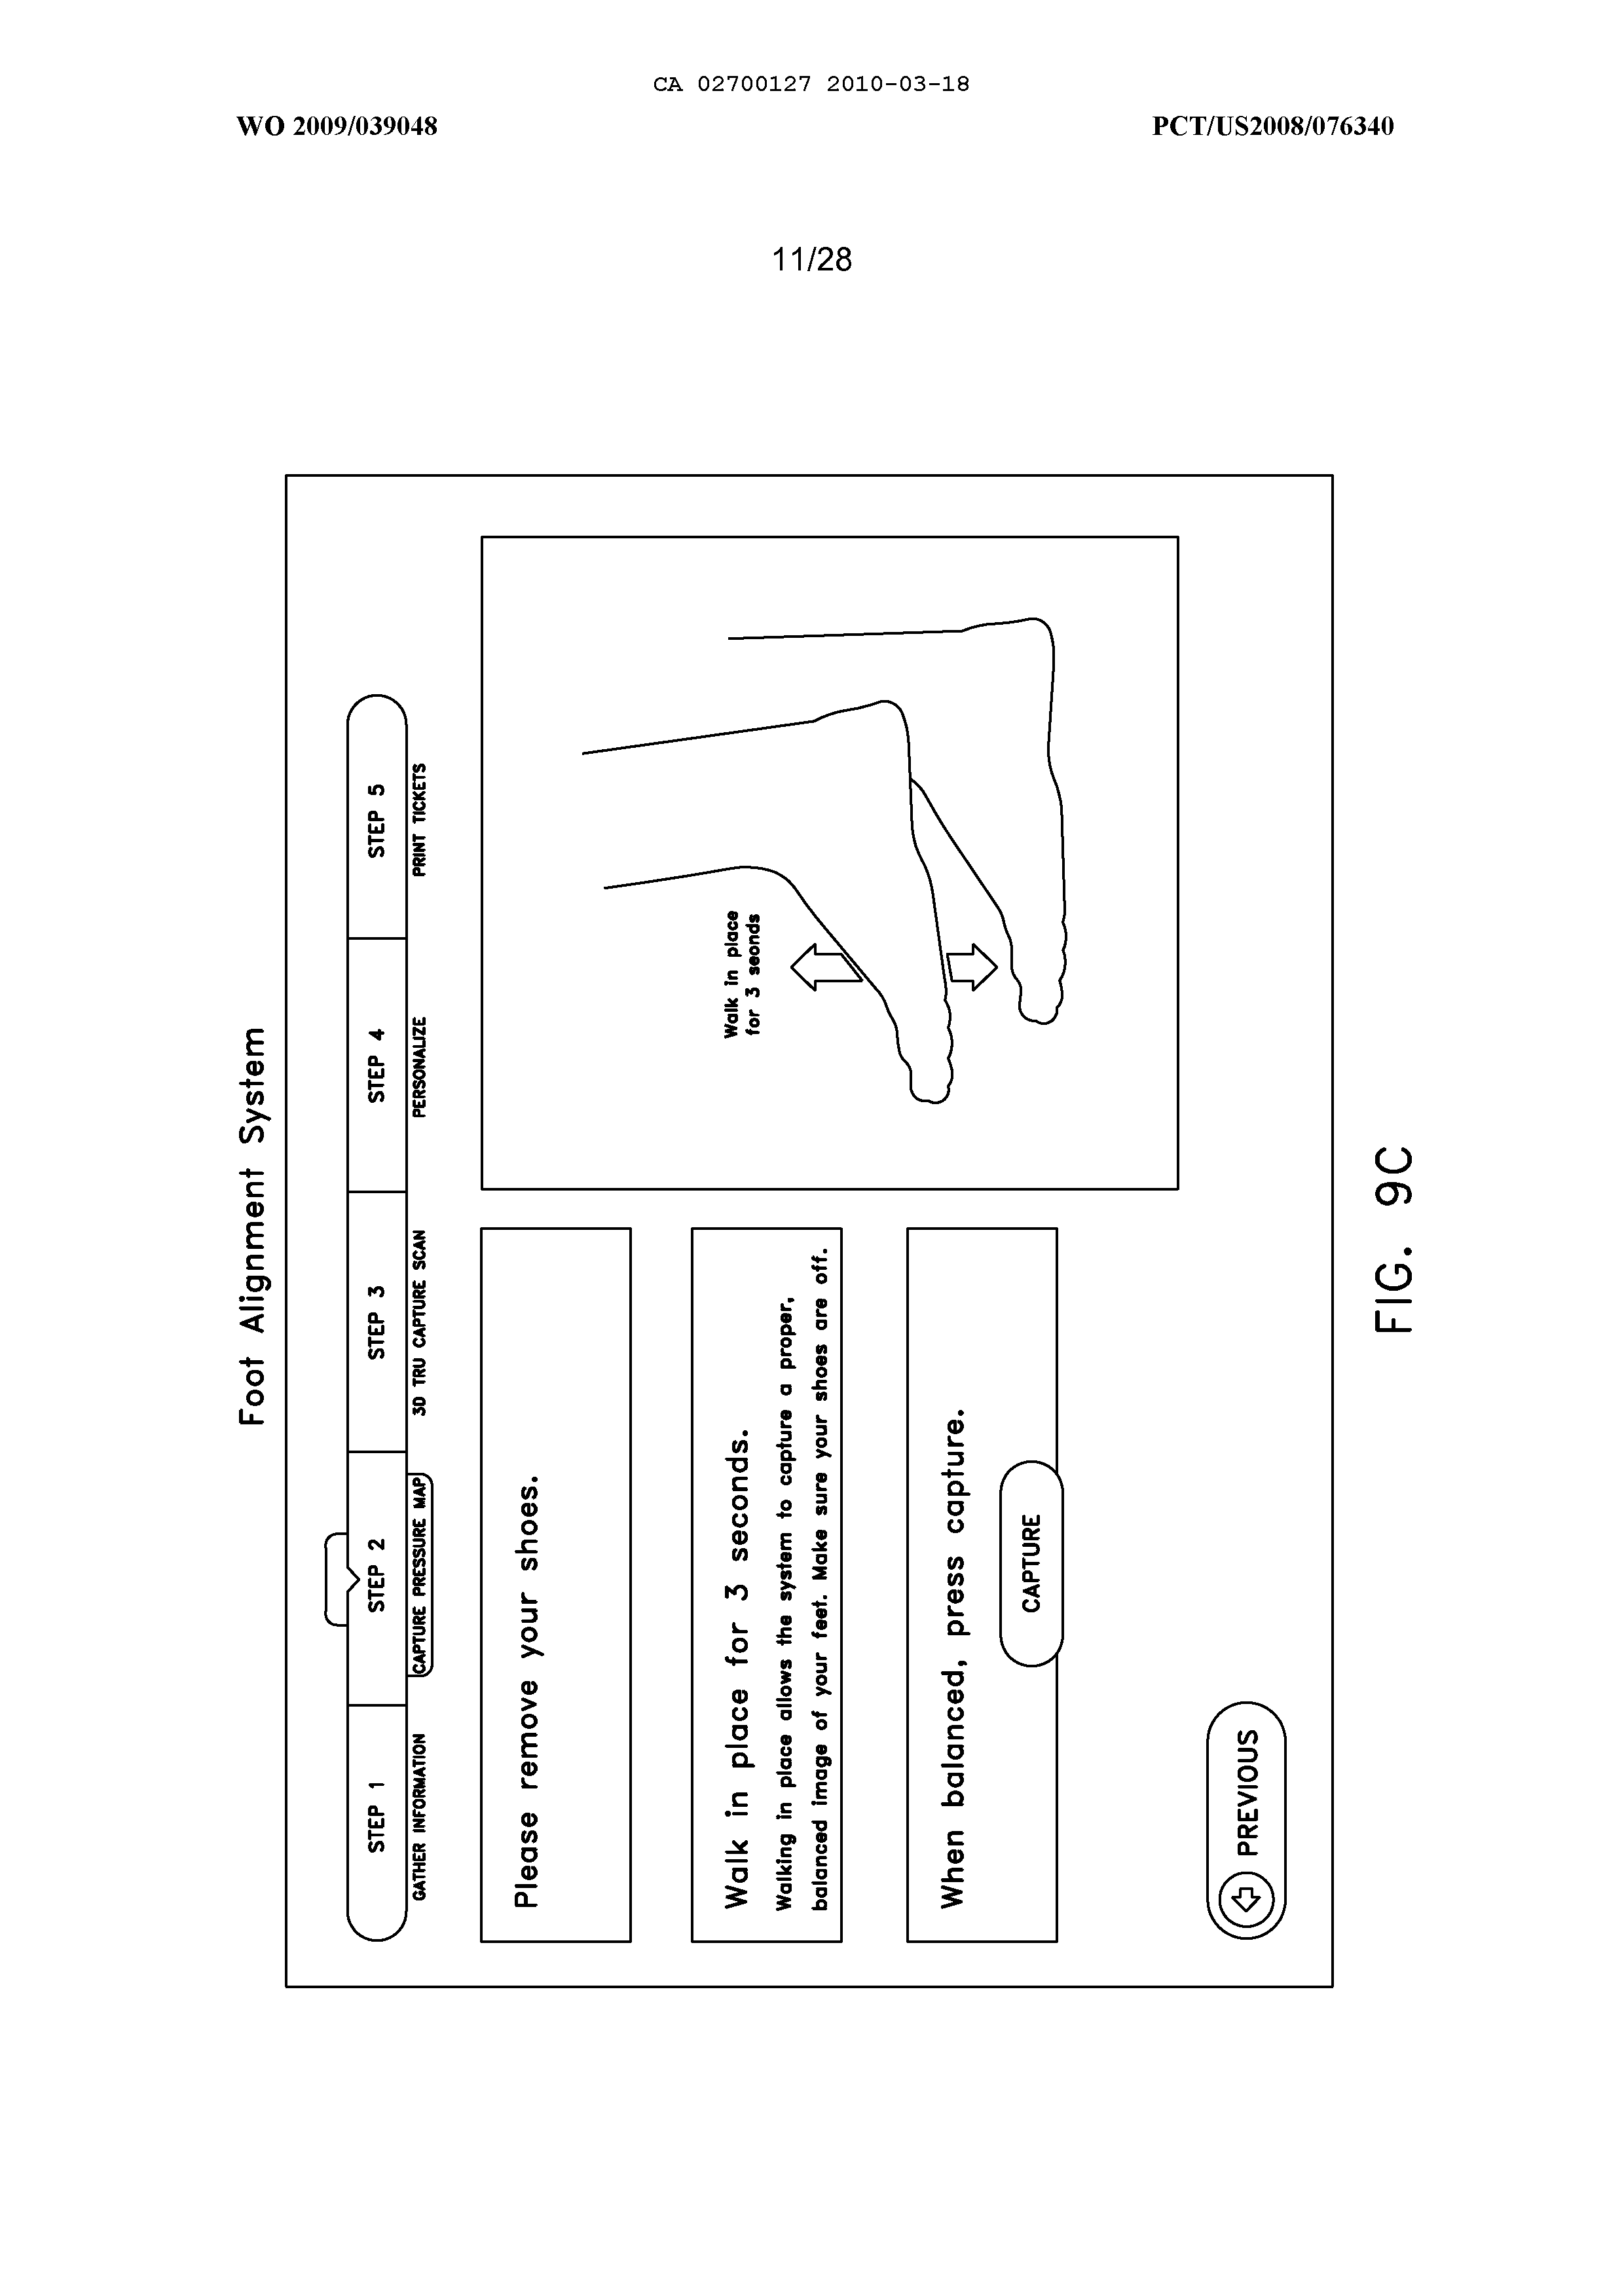 CA 02700127 2010-03-18
WO 2009/039048 PCT/US2008/076340
11/28
Foot Alignment System
STEP 1 STEP 2 STEP 3 STEP 4 STEP 5
GATHER INFORMATION CAPTURE PRESSURE MAP 3D TRU CAPTURE SCAN PERSONALIZE PRINT TICKETS
Please remove your shoes.
Walk in place for 3 seconds.
Walking in place allows the system to capture a proper,
balanced image of your feet. Make sure your shoes are off.
When balanced, press capture.
CAPTURE
Walk in place
for 3 seonds
PREVIOUS
FIG. 9C